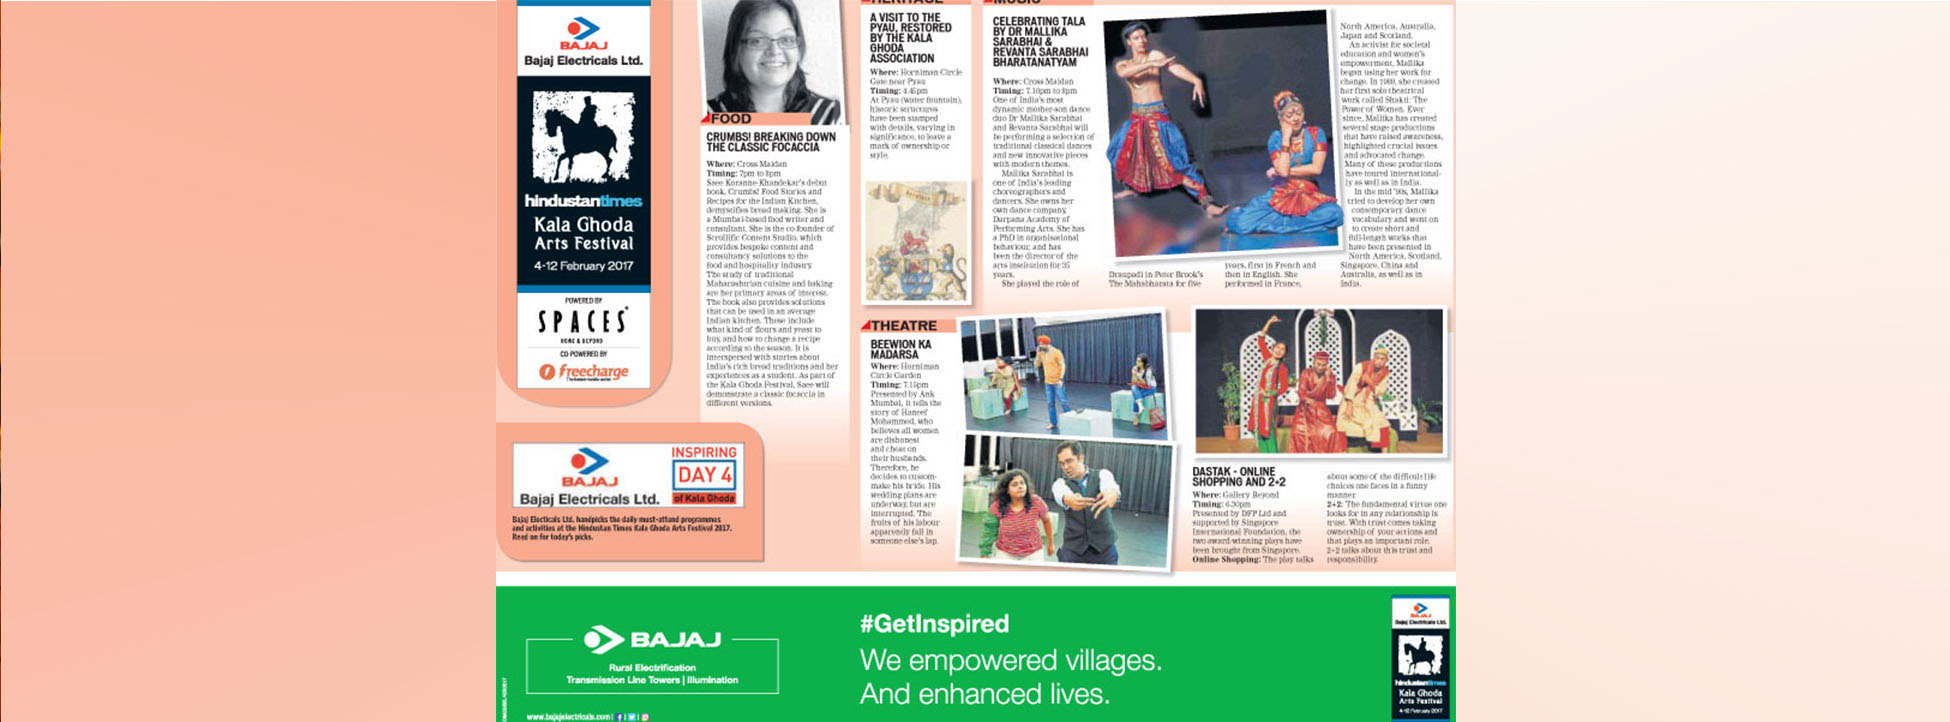 BAJAJ
Bajaj Electricals Ltd.
hindustantimes
Kala Ghoda
Arts Festival
4-12 February 2017
POWERED BY
SPACES
HOME & BEYOND
CO-POWERED BY
freecharge
BAJAJ
Bajaj Electricals Ltd.
INSPIRING
DAY 4
of Kala Ghoda
Bajaj Electicals Ltd. handpicks the daily must-attend programmes
and activities at the Hindustan Times Kala Ghoda Arts Festival 2017.
Read on for today's picks.
FOOD
CRUMBS! BREAKING DOWN
THE CLASSIC FOCACCIA
Where: Cross Maidan
Timing: 7pm to 8pm
Saee Koranne-Khandekar's debut
book, Crumbs! Food Stories and
Recipes for the Indian Kitchen,
demystifies bread making. She is
a Mumbai-based food writer and
consultant. She is the co-founder of
Scrollific Content Studio, which
provides bespoke content and
consultancy solutions to the
food and hospitality industry.
The study of traditional
Maharashtrian cuisine and baking
are her primary areas of interest.
The book also provides solutions
that can be used in an average
Indian kitchen. These include
what kind of flours and yeast to
buy, and how to change a recipe
according to the season. It is
interspersed with stories about
India's rich bread traditions and her
experiences as a student. As part of
the Kala Ghoda Festival, Saee will
demonstrate a classic focaccia in
different versions.
HERITAGE
A VISIT TO THE
PYAU, RESTORED
BY THE KALA
GHODA
ASSOCIATION
Where: Horniman Circle
Gate near Pyau
Timing: 4.45pm
At Pyau (water fountain),
historic structures
have been stamped
with details, varying in
significance, to leave a
mark of ownership or
style.
MUSIC
CELEBRATING TALA
BY DR MALLIKA
SARABHAI &
REVANTA SARABHAI
BHARATANATYAM
Where: Cross Maidan
Timing: 7.10pm to 8pm
One of India's most
dynamic mother-son dance
duo Dr Mallika Sarabhai
and Revanta Sarabhai will
be performing a selection of
traditional classical dances
and new innovative pieces
with modern themes.
Mallika Sarabhai is
one of India's leading
choreographers and
dancers. She owns her
own dance company,
Darpana Academy of
Performing Arts. She has
a PhD in organisational
behaviour, and has
been the director of the
arts institution for 35
years.
She played the role of
Draupadi in Peter Brook's
The Mahabharata for five
years, first in French and
then in English. She
performed in France,
North America, Australia,
Japan and Scotland.
An activist for societal
education and women's
empowerment, Mallika
began using her work for
change. In 1989, she created
her first solo theatrical
work called Shakti: The
Power of Women. Ever
since, Mallika has created
several stage productions
that have raised awareness,
highlighted crucial issues
and advocated change.
Many of these productions
have toured international-
ly as well as in India.
In the mid '90s, Mallika
tried to develop her own
contemporary dance
vocabulary and went on
to create short and
full-length works that
have been presented in
North America, Scotland,
Singapore, China and
Australia, as well as in
India.
THEATRE
BEEWION KA
MADARSA
Where: Horniman
Circle Garden
Timing: 7.15pm
Presented by Ank
Mumbai, it tells the
story of Haneef
Mohammed, who
believes all women
are dishonest
and cheat on
their husbands.
Therefore, he
decides to custom-
make his bride. His
wedding plans are
underway, but are
interrupted. The
fruits of his labour
apparently fall in
someone else's lap.
DASTAK - ONLINE
SHOPPING AND 2+2
Where: Gallery Beyond
Timing: 6.30pm
Presented by DFP Ltd and
supported by Singapore
International Foundation, the
two award-winning plays have
been brought from Singapore.
Online Shopping: The play talks
about some of the difficult life
choices one faces in a funny
manner.
2+2: The fundamental virtue one
looks for in any relationship is
trust. With trust comes taking
ownership of your actions and
that plays an important role.
2+2 talks about this trust and
responsibility.
BAJAJ
Rural Electrification
Transmission Line Towers | Illumination
www.bajajelectricals.com |
#GetInspired
We empowered villages.
And enhanced lives.
BAJAJ
Bajaj Electricals Ltd.
hindustantimes
Kala Ghoda
Arts Festival
4-12 February 2017